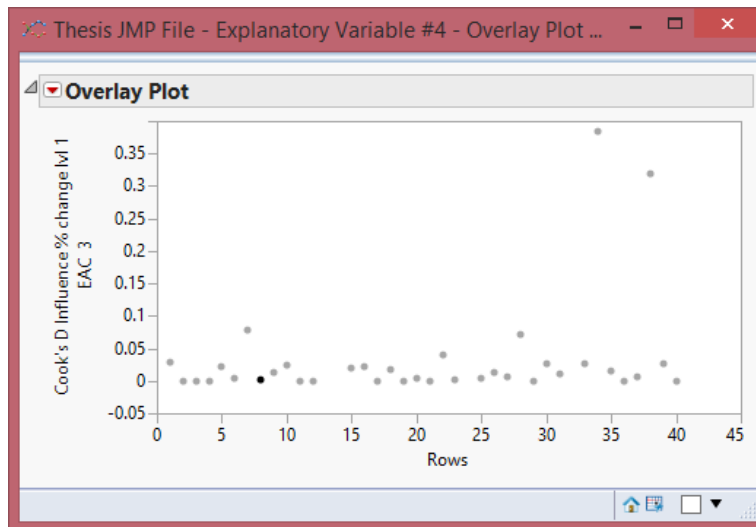 Thesis JMP File - Explanatory Variable #4 - Overlay Plot ...
Overlay Plot
Cook's D Influence % change lvl 1
EAC 3
0.35
0.3
0.25
0.2
0.15
0.1
0.05
0
-0.05
0 5 10 15 20 25 30 35 40 45
Rows